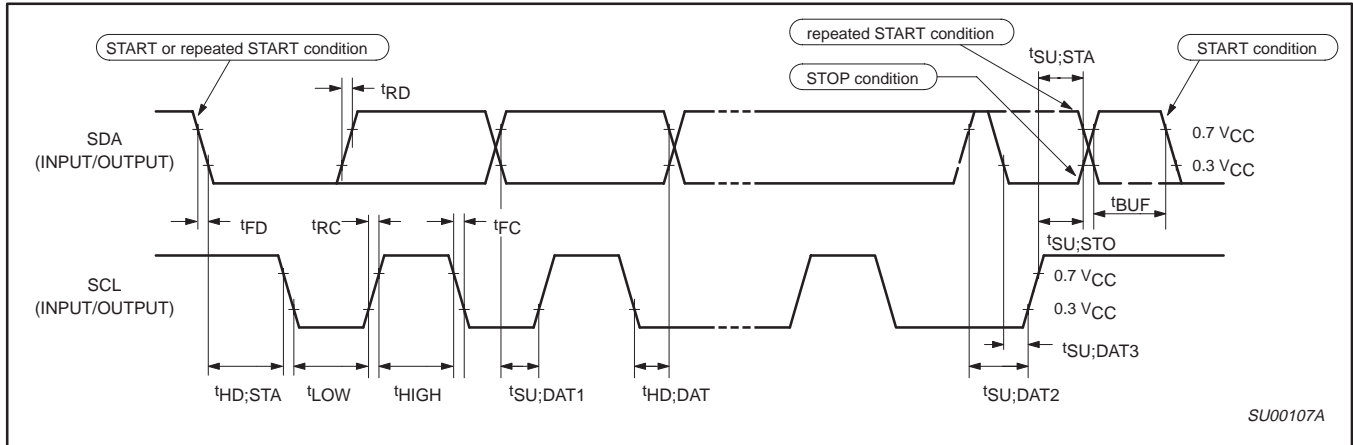 START or repeated START condition
repeated START condition
START condition
tSU;STA
STOP condition
tRD
SDA
(INPUT/OUTPUT)
0.7 VCC
0.3 VCC
tBUF
tFD
tRC
tFC
tSU;STO
SCL
(INPUT/OUTPUT)
0.7 VCC
0.3 VCC
tSU;DAT3
tHD;STA
tLOW
tHIGH
tSU;DAT1
tHD;DAT
tSU;DAT2
SU00107A